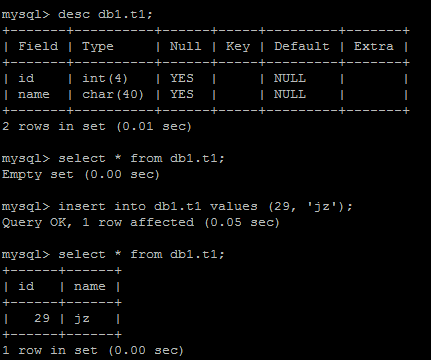 mysql> desc db1.t1;
+-------+----------+------+-----+---------+-------+
| Field | Type     | Null | Key | Default | Extra |
+-------+----------+------+-----+---------+-------+
| id    | int(4)   | YES  |     | NULL    |       |
| name  | char(40) | YES  |     | NULL    |       |
+-------+----------+------+-----+---------+-------+
2 rows in set (0.01 sec)

mysql> select * from db1.t1;
Empty set (0.00 sec)

mysql> insert into db1.t1 values (29, 'jz');
Query OK, 1 row affected (0.05 sec)

mysql> select * from db1.t1;
+------+------+
| id   | name |
+------+------+
|   29 | jz   |
+------+------+
1 row in set (0.00 sec)